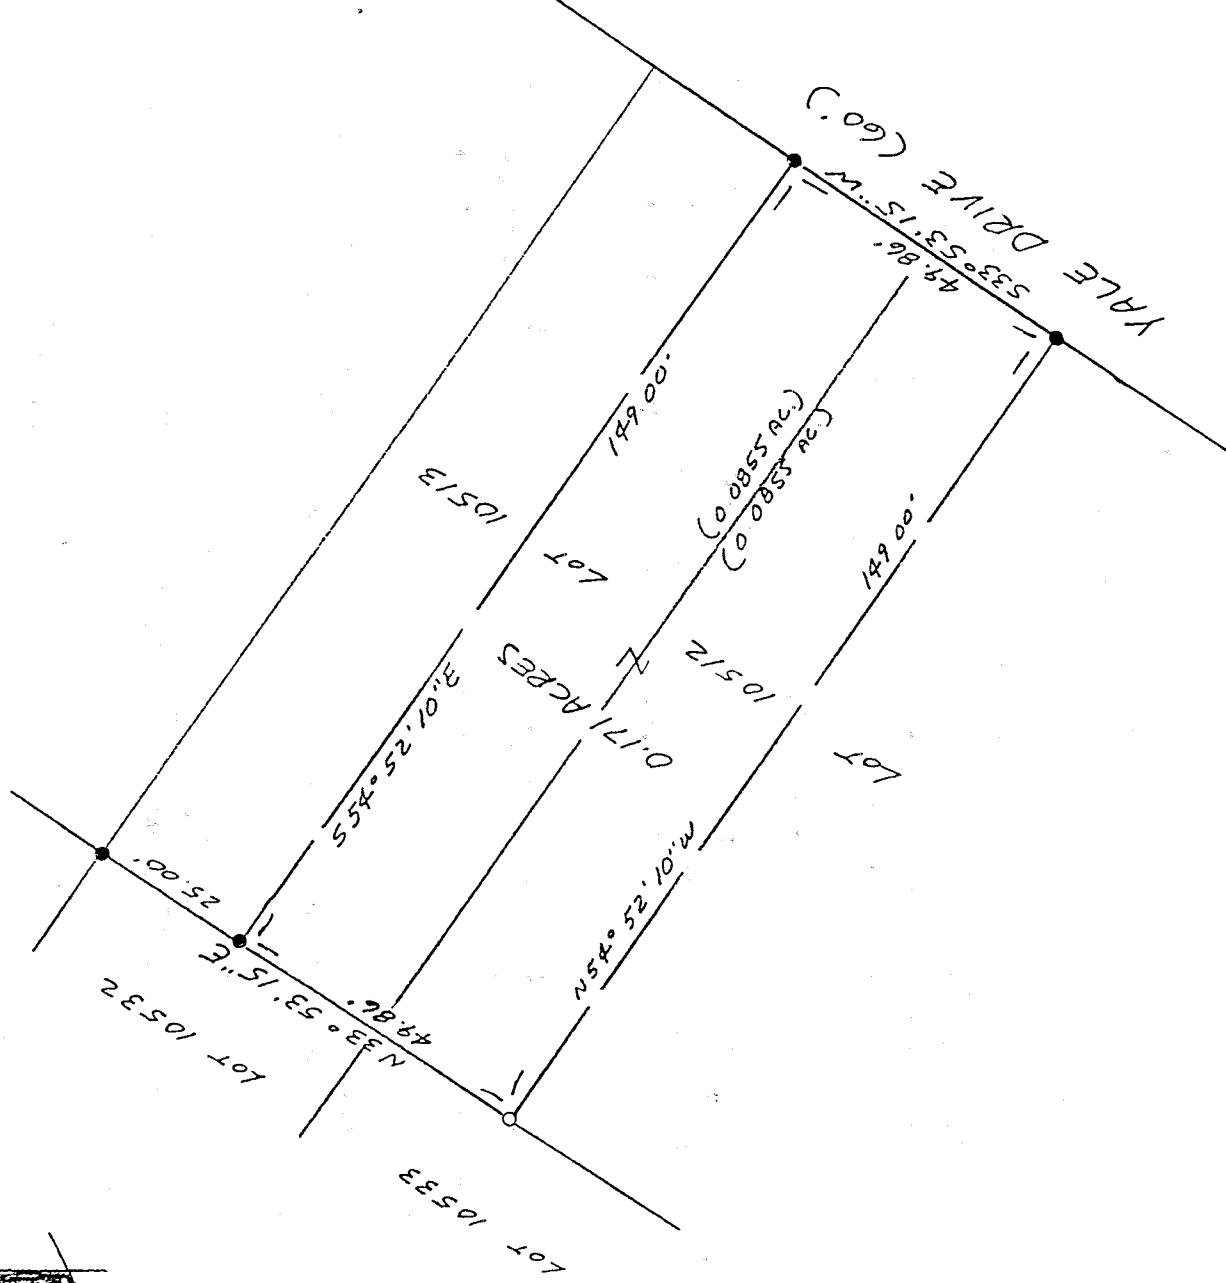 YALE DRIVE (60')
S33°53'15"W
49.86'
149.00'
S54°52'10"E
LOT 10513
(0.0855 AC.)
(0.0855 AC.)
0.171 ACRES
LOT 10512
149.00'
N54°52'10"W
25.00'
N33°53'15"E
49.86'
LOT 10532
LOT 10533